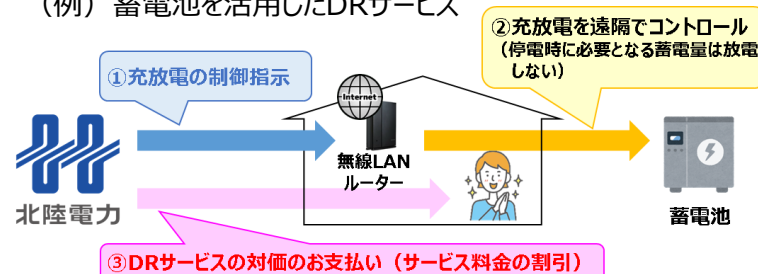 （例）蓄電池を活用したDRサービス
②充放電を遠隔でコントロール
（停電時に必要となる蓄電量は放電
しない）
①充放電の制御指示
Internet
無線LAN
ルーター
北陸電力
蓄電池
③DRサービスの対価のお支払い（サービス料金の割引）